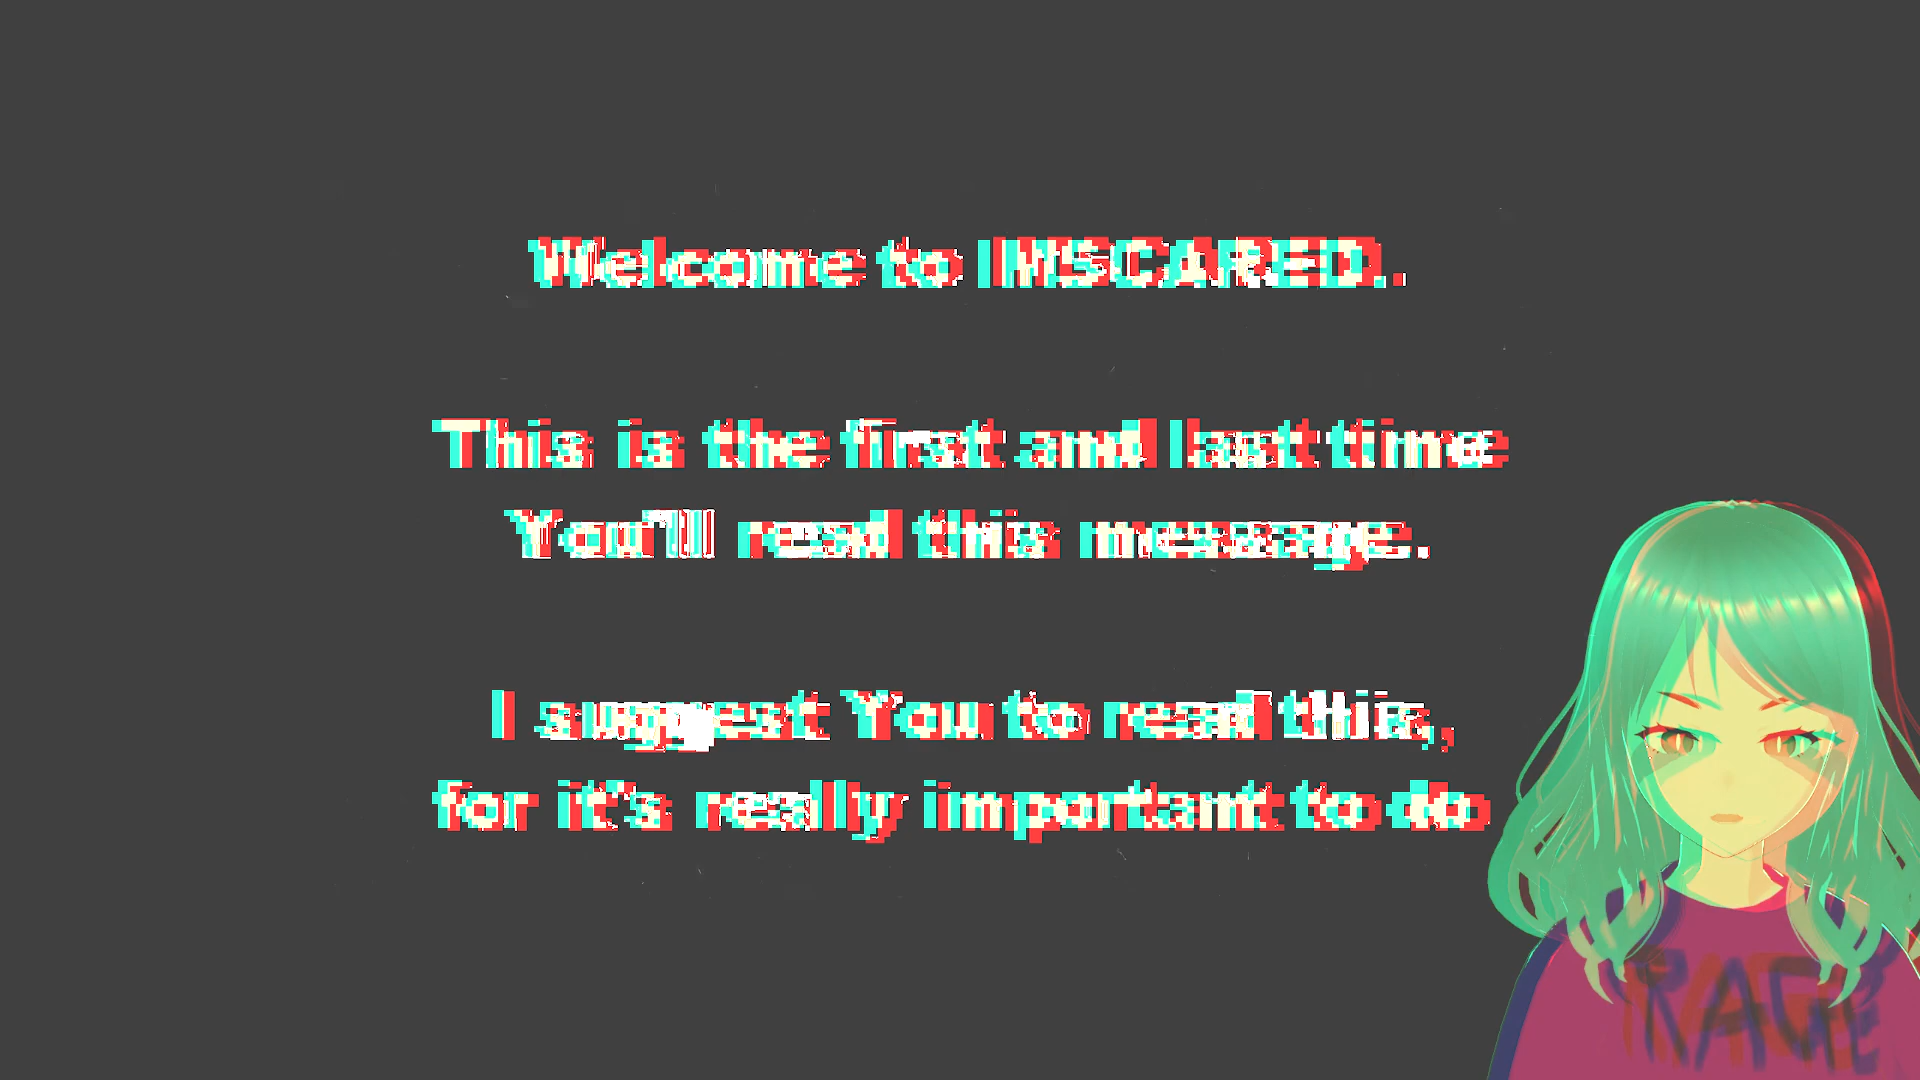 Welcome to IMSCARED.
This is the first and last time
You'll read this message.
I suggest You to read this,
for it's really important to do
RAGE